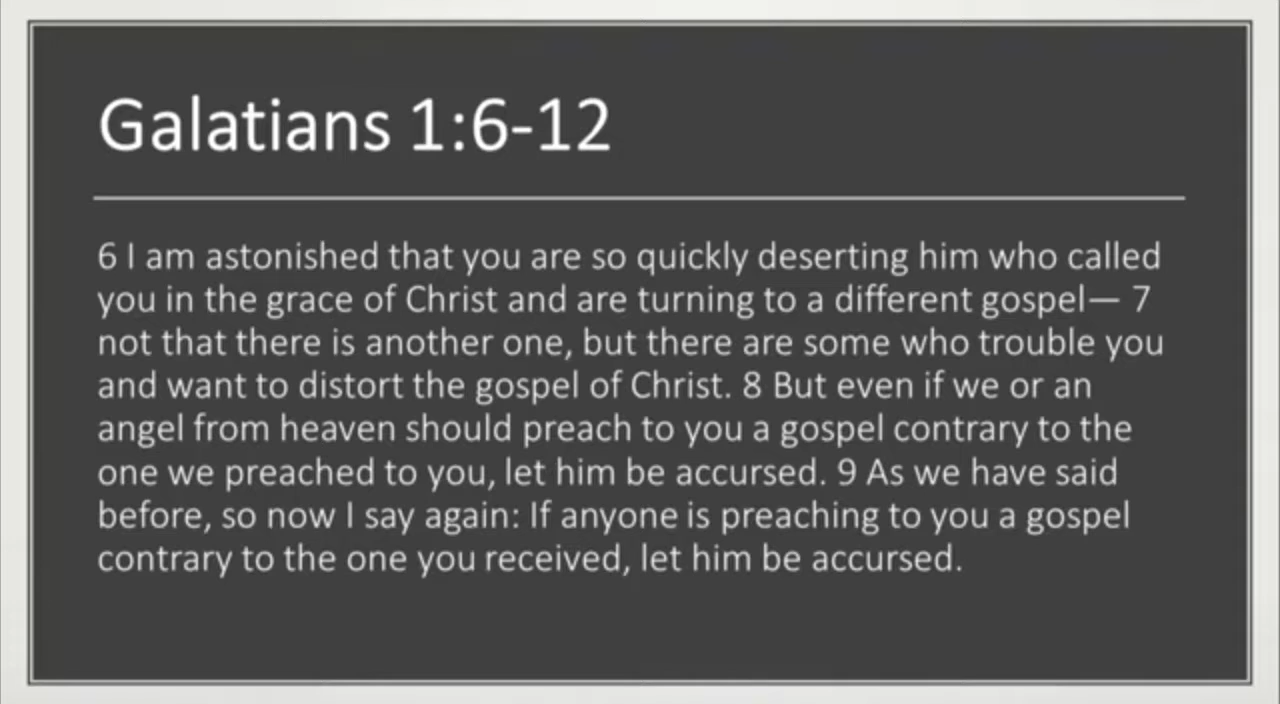 Galatians 1:6-12
6 I am astonished that you are so quickly deserting him who called
you in the grace of Christ and are turning to a different gospel— 7
not that there is another one, but there are some who trouble you
and want to distort the gospel of Christ. 8 But even if we or an
angel from heaven should preach to you a gospel contrary to the
one we preached to you, let him be accursed. 9 As we have said
before, so now I say again: If anyone is preaching to you a gospel
contrary to the one you received, let him be accursed.